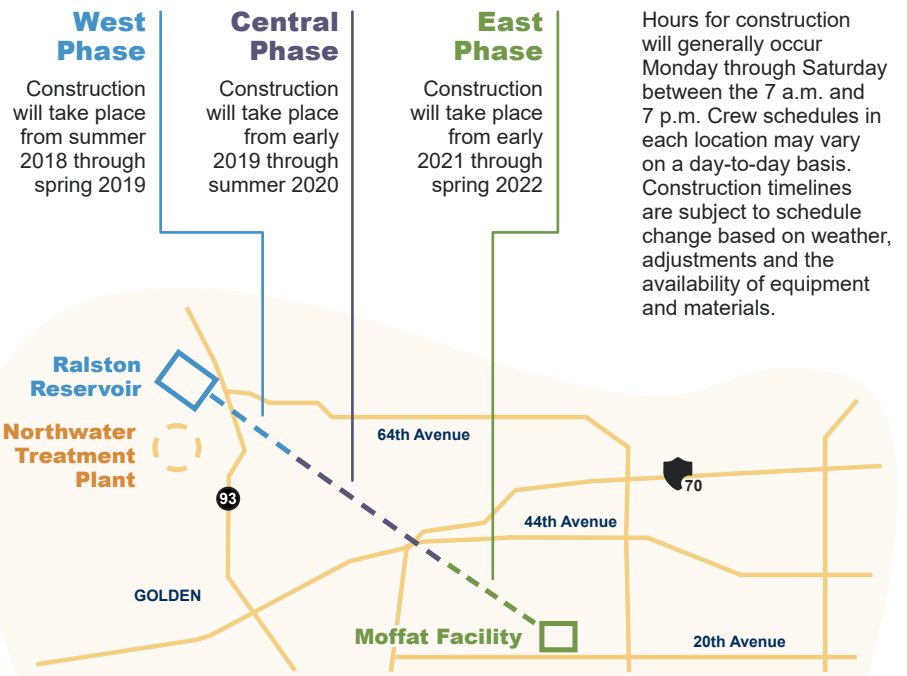 West
Phase
Construction
will take place
from summer
2018 through
spring 2019
Central
Phase
Construction
will take place
from early
2019 through
summer 2020
East
Phase
Construction
will take place
from early
2021 through
spring 2022
Hours for construction
will generally occur
Monday through Saturday
between the 7 a.m. and
7 p.m. Crew schedules in
each location may vary
on a day-to-day basis.
Construction timelines
are subject to schedule
change based on weather,
adjustments and the
availability of equipment
and materials.
Ralston
Reservoir
Northwater
Treatment
Plant
64th Avenue
70
93
44th Avenue
GOLDEN
Moffat Facility
20th Avenue